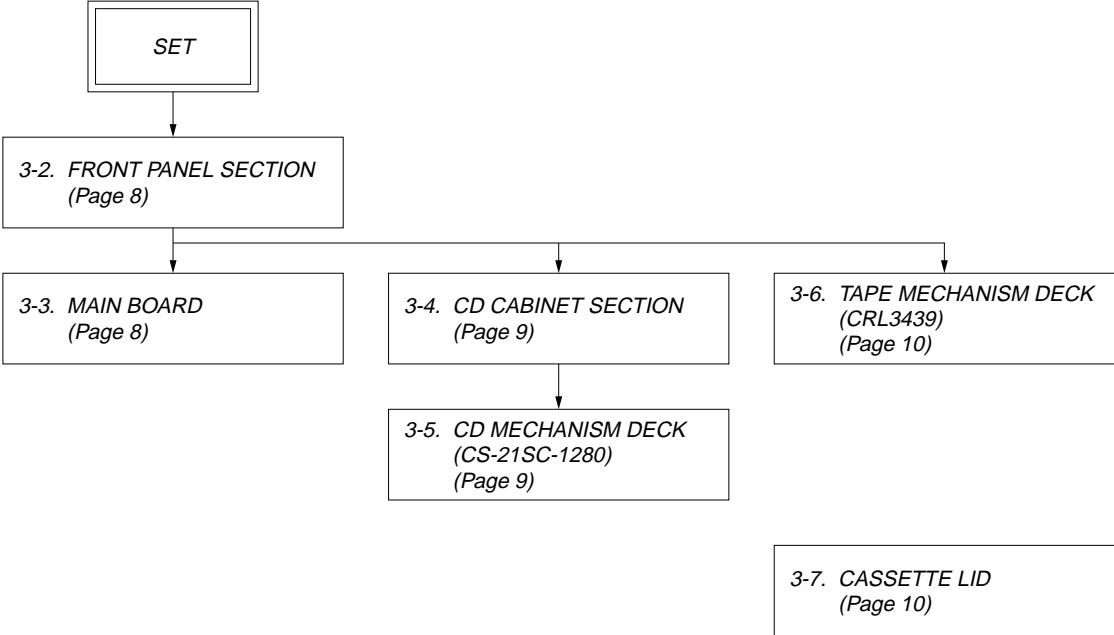 SET
3-2. FRONT PANEL SECTION
(Page 8)
3-3. MAIN BOARD
(Page 8)
3-4. CD CABINET SECTION
(Page 9)
3-6. TAPE MECHANISM DECK
(CRL3439)
(Page 10)
3-5. CD MECHANISM DECK
(CS-21SC-1280)
(Page 9)
3-7. CASSETTE LID
(Page 10)